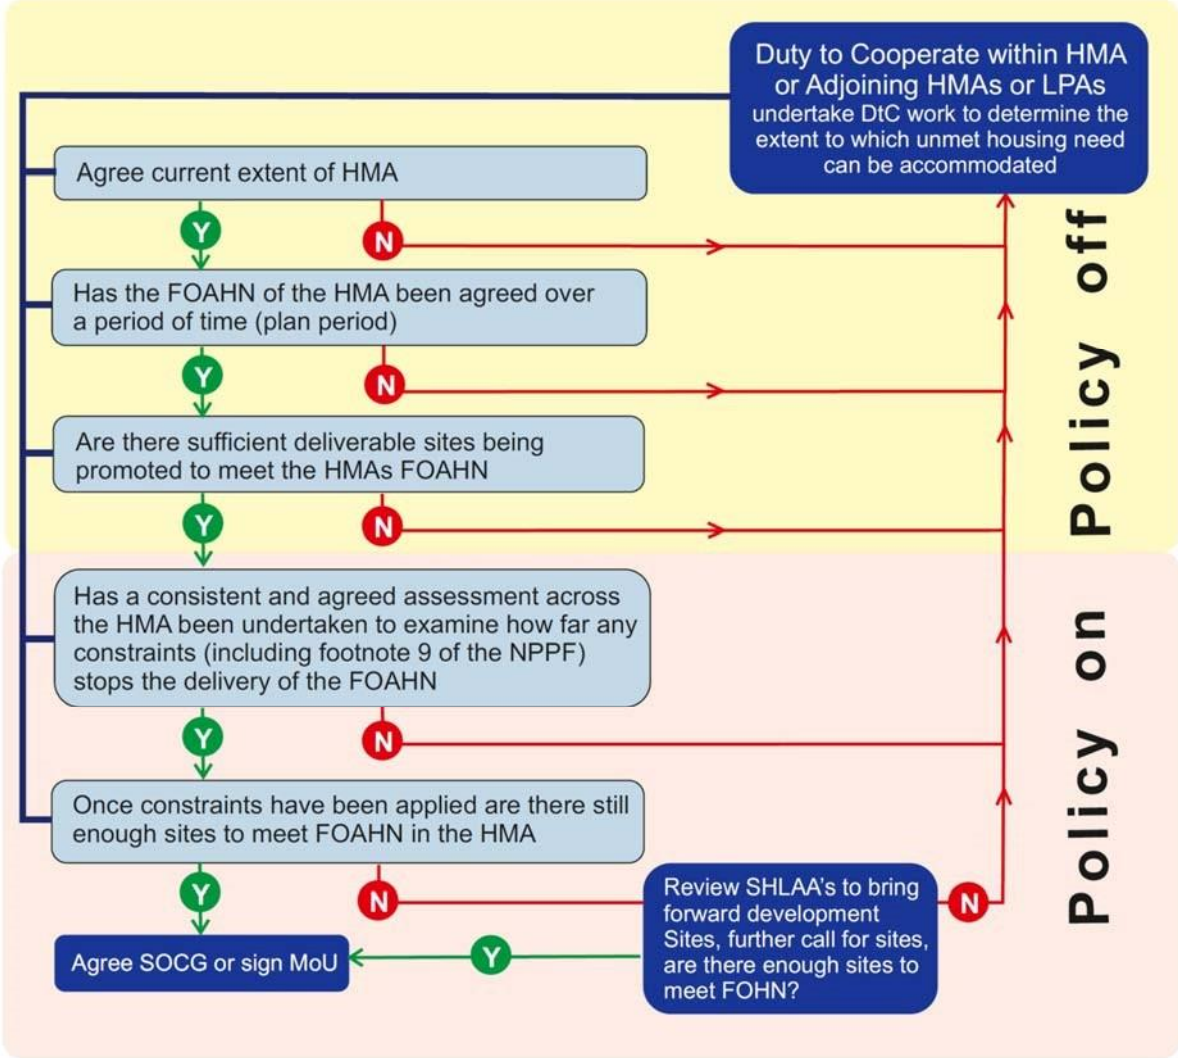 Duty to Cooperate within HMA
or Adjoining HMAs or LPAs
undertake DtC work to determine the
extent to which unmet housing need
can be accommodated
Agree current extent of HMA
Y
N
Has the FOAHN of the HMA been agreed over
a period of time (plan period)
Y
N
Are there sufficient deliverable sites being
promoted to meet the HMAs FOAHN
Y
N
Policy off
Has a consistent and agreed assessment across
the HMA been undertaken to examine how far any
constraints (including footnote 9 of the NPPF)
stops the delivery of the FOAHN
Y
N
Once constraints have been applied are there still
enough sites to meet FOAHN in the HMA
Y
N
Review SHLAA's to bring
forward development
Sites, further call for sites,
are there enough sites to
meet FOHN?
N
Y
Agree SOCG or sign MoU
Policy on